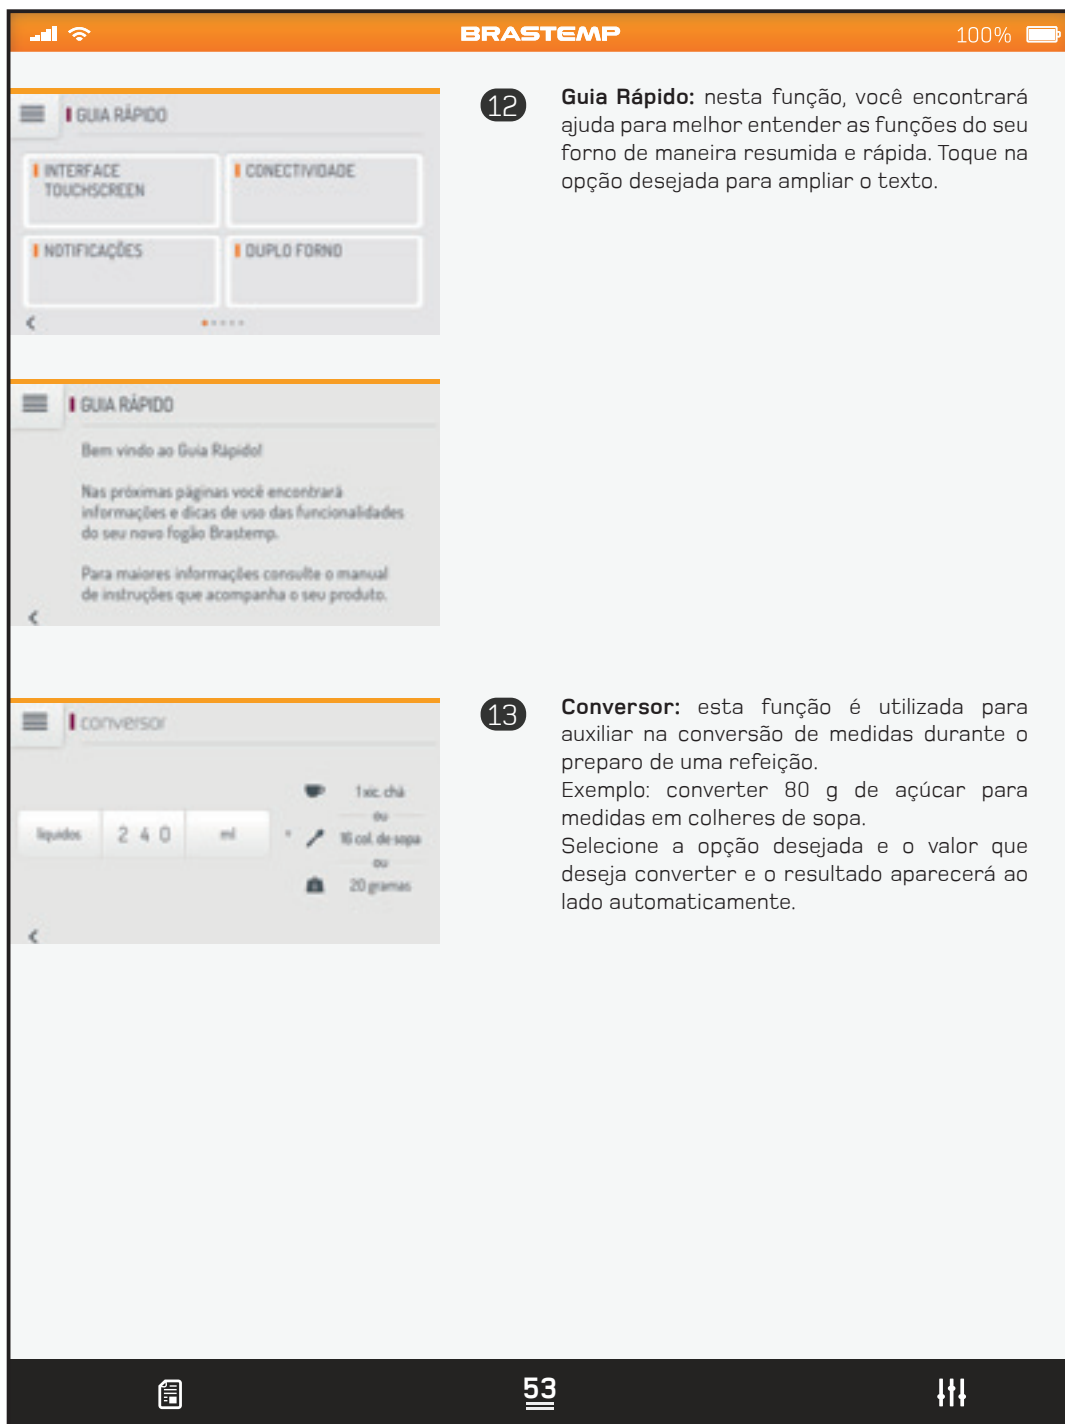 BRASTEMP
100%
GUIA RÁPIDO
INTERFACE
TOUCHSCREEN
CONECTIVIDADE
NOTIFICAÇÕES
DUPLO FORNO
12
Guia Rápido: nesta função, você encontrará
ajuda para melhor entender as funções do seu
forno de maneira resumida e rápida. Toque na
opção desejada para ampliar o texto.
GUIA RÁPIDO
Bem vindo ao Guia Rápido!
Nas próximas páginas você encontrará
informações e dicas de uso das funcionalidades
do seu novo fogão Brastemp.
Para maiores informações consulte o manual
de instruções que acompanha o seu produto.
conversor
líquidos 2 4 0 ml =
1 xíc. chá
ou
16 col. de sopa
ou
20 gramas
13
Conversor: esta função é utilizada para
auxiliar na conversão de medidas durante o
preparo de uma refeição.
Exemplo: converter 80 g de açúcar para
medidas em colheres de sopa.
Selecione a opção desejada e o valor que
deseja converter e o resultado aparecerá ao
lado automaticamente.
53